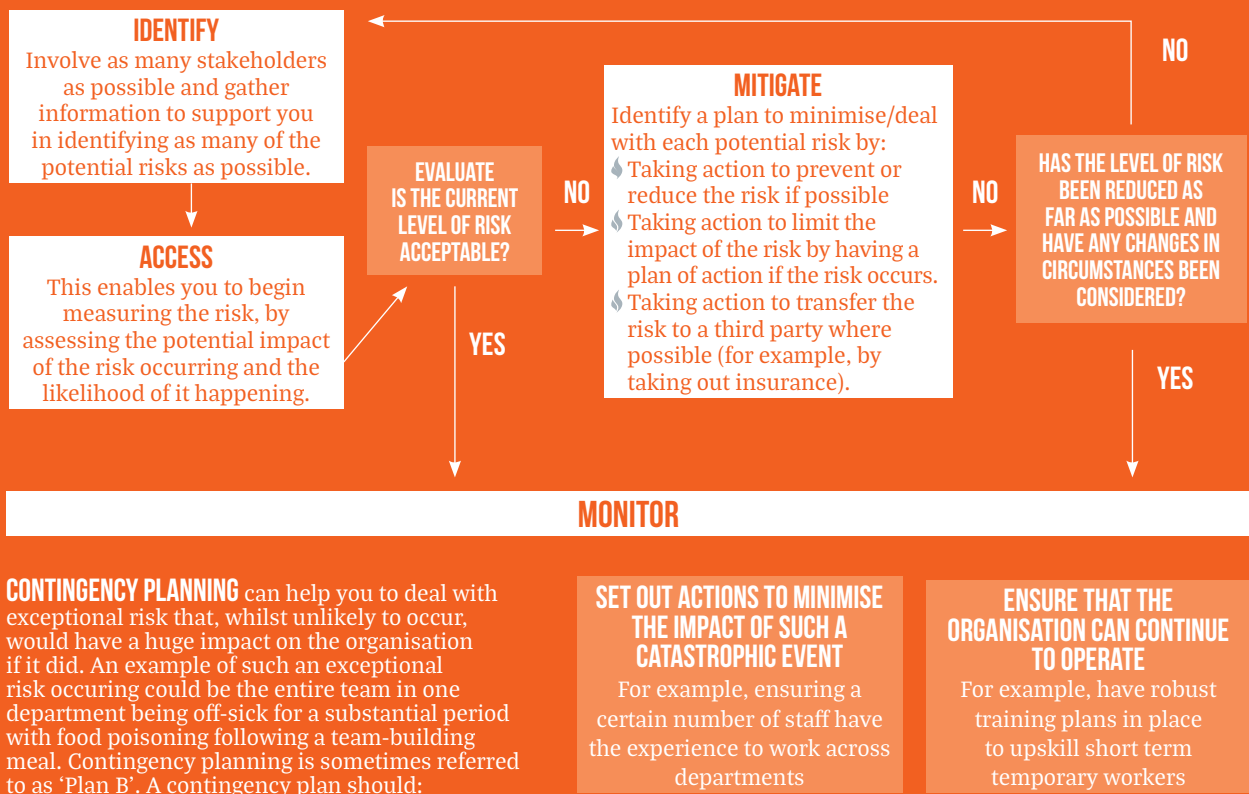 IDENTIFY
Involve as many stakeholders
as possible and gather
information to support you
in identifying as many of the
potential risks as possible.
ACCESS
This enables you to begin
measuring the risk, by
assessing the potential impact
of the risk occurring and the
likelihood of it happening.
EVALUATE
IS THE CURRENT
LEVEL OF RISK
ACCEPTABLE?
NO
YES
MITIGATE
Identify a plan to minimise/deal
with each potential risk by:
Taking action to prevent or
reduce the risk if possible
Taking action to limit the
impact of the risk by having a
plan of action if the risk occurs.
Taking action to transfer the
risk to a third party where
possible (for example, by
taking out insurance).
NO
HAS THE LEVEL OF RISK
BEEN REDUCED AS
FAR AS POSSIBLE AND
HAVE ANY CHANGES IN
CIRCUMSTANCES BEEN
CONSIDERED?
NO
YES
MONITOR
CONTINGENCY PLANNING can help you to deal with
exceptional risk that, whilst unlikely to occur,
would have a huge impact on the organisation
if it did. An example of such an exceptional
risk occuring could be the entire team in one
department being off-sick for a substantial period
with food poisoning following a team-building
meal. Contingency planning is sometimes referred
to as ‘Plan B’. A contingency plan should:
SET OUT ACTIONS TO MINIMISE
THE IMPACT OF SUCH A
CATASTROPHIC EVENT
For example, ensuring a
certain number of staff have
the experience to work across
departments
ENSURE THAT THE
ORGANISATION CAN CONTINUE
TO OPERATE
For example, have robust
training plans in place
to upskill short term
temporary workers